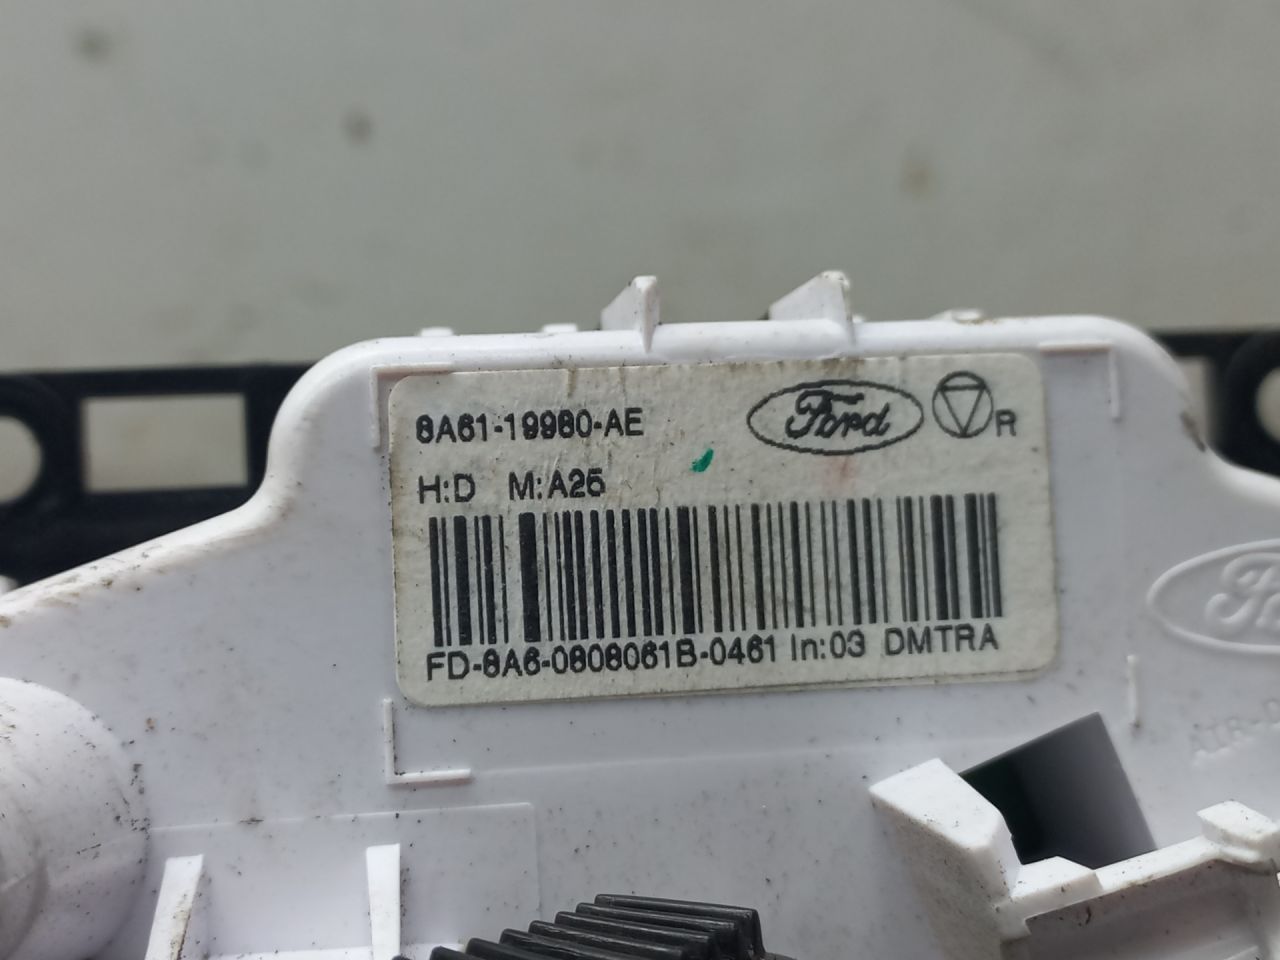 8A61-19980-AE
Ford
R
H:D M:A25
FD-8A6-0808061B-0461 In:03 DMTRA